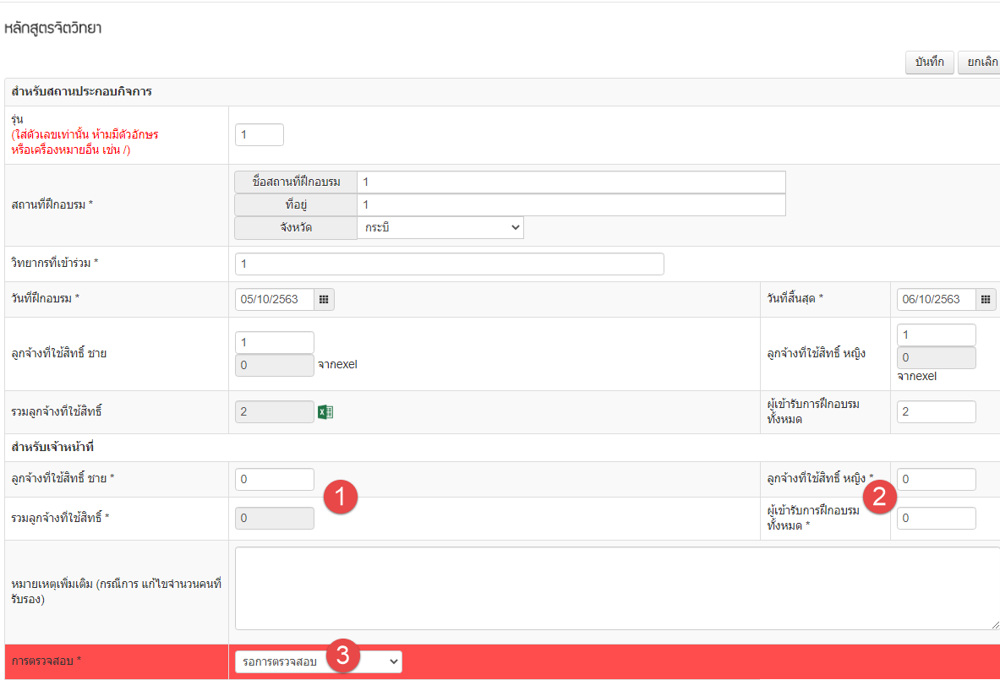 หลักสูตรจิตวิทยา
บันทึก ยกเลิก
สำหรับสถานประกอบกิจการ
รุ่น
(ใส่ตัวเลขเท่านั้น ห้ามมีตัวอักษร
หรือเครื่องหมายอื่น เช่น /)
1
สถานที่ฝึกอบรม *
ชื่อสถานที่ฝึกอบรม 1
ที่อยู่ 1
จังหวัด กระบี่
วิทยากรที่เข้าร่วม * 1
วันที่ฝึกอบรม * 05/10/2563 วันที่สิ้นสุด * 06/10/2563
ลูกจ้างที่ใช้สิทธิ์ ชาย
1
0 จากexel
ลูกจ้างที่ใช้สิทธิ์ หญิง
1
0
จากexel
รวมลูกจ้างที่ใช้สิทธิ์ 2
ผู้เข้ารับการฝึกอบรม
ทั้งหมด
2
สำหรับเจ้าหน้าที่
ลูกจ้างที่ใช้สิทธิ์ ชาย * 0 ลูกจ้างที่ใช้สิทธิ์ หญิง * 0
1 2
รวมลูกจ้างที่ใช้สิทธิ์ * 0
ผู้เข้ารับการฝึกอบรม
ทั้งหมด *
0
หมายเหตุเพิ่มเติม (กรณีการ แก้ไขจำนวนคนที่
รับรอง)
การตรวจสอบ * รอการตรวจสอบ 3